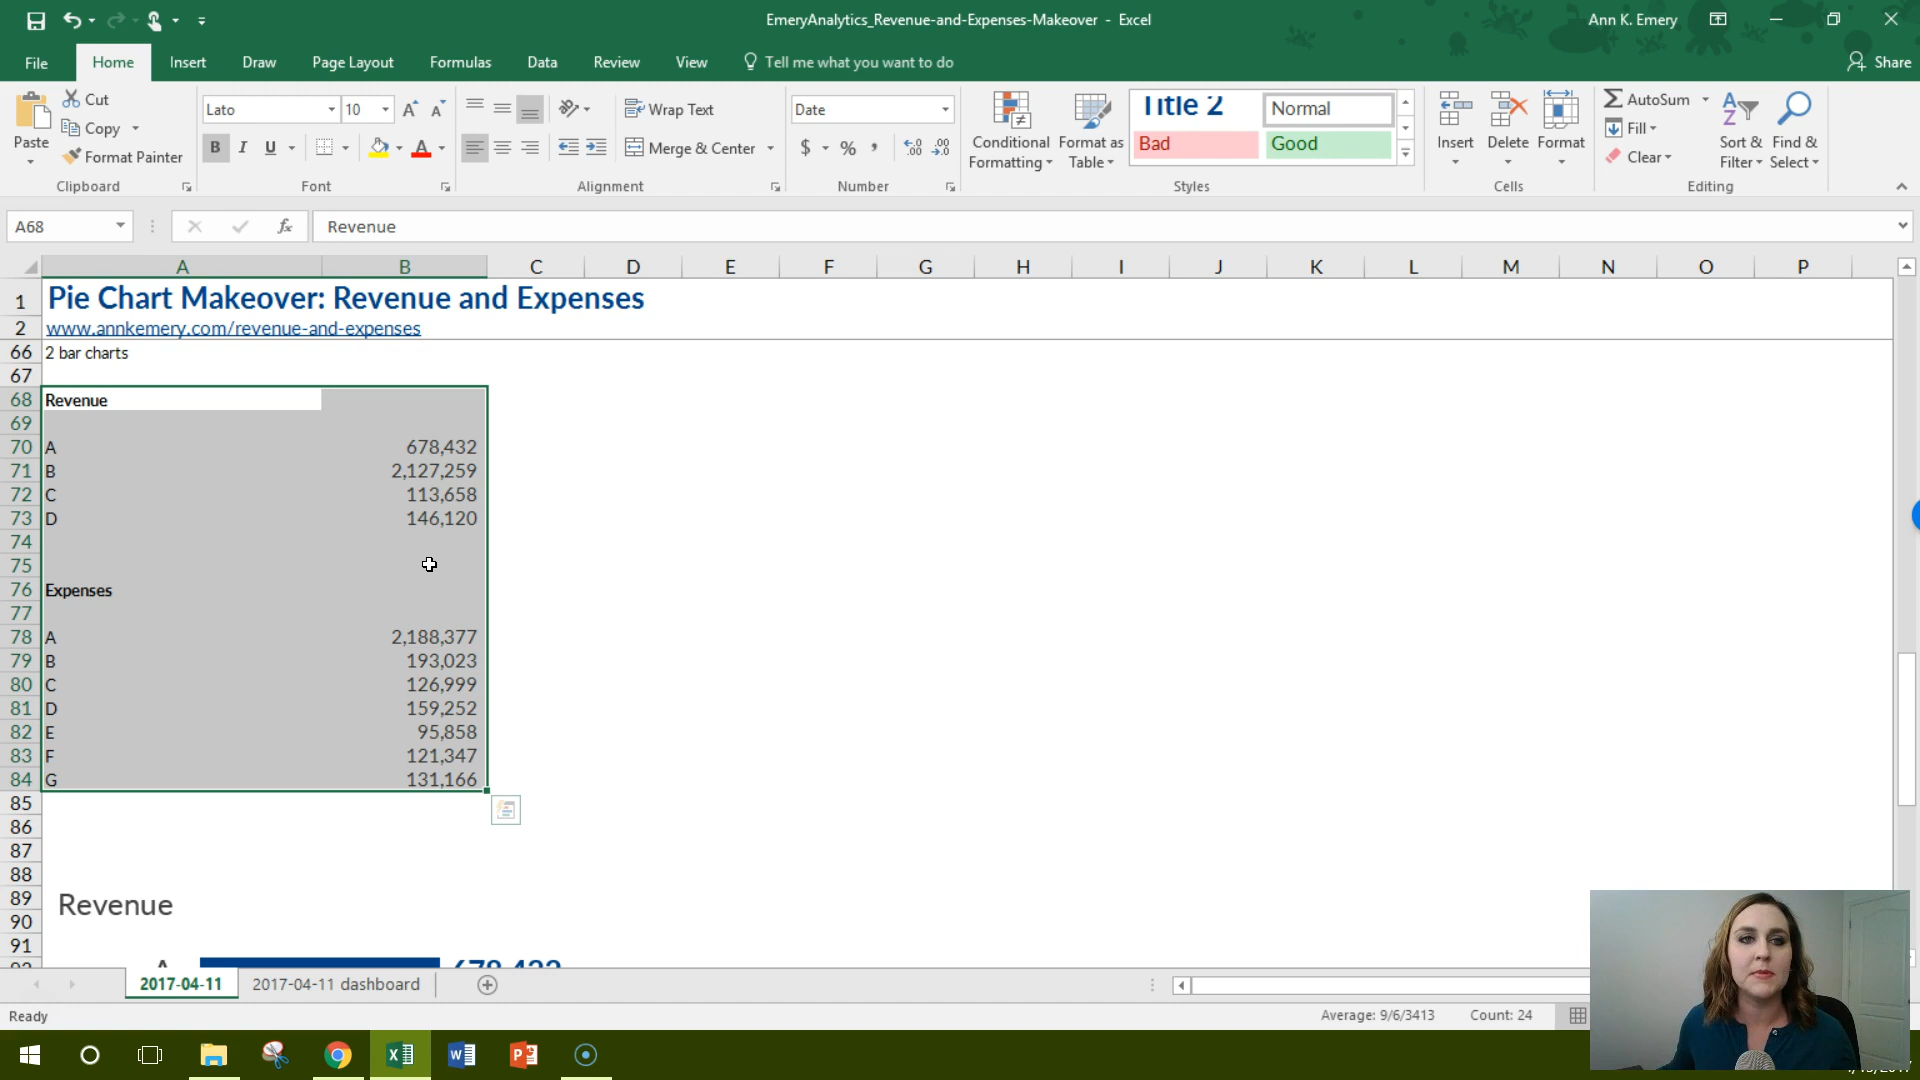 EmeryAnalytics_Revenue-and-Expenses-Makeover - Excel
Ann K. Emery
File Home Insert Draw Page Layout Formulas Data Review View Tell me what you want to do Share
Paste
Cut
Copy
Format Painter
Clipboard
Lato 10
B I U
Font
Wrap Text
Merge & Center
Alignment
Date
$ % ,
Number
Conditional Formatting
Format as Table
Title 2 Normal
Bad Good
Styles
Insert Delete Format
Cells
AutoSum
Fill
Clear
Sort & Filter
Find & Select
Editing
A68 fx Revenue
A B C D E F G H I J K L M N O P
1 Pie Chart Makeover: Revenue and Expenses
2 www.annkemery.com/revenue-and-expenses
66 2 bar charts
67
68 Revenue
69
70 A 678,432
71 B 2,127,259
72 C 113,658
73 D 146,120
74
75
76 Expenses
77
78 A 2,188,377
79 B 193,023
80 C 126,999
81 D 159,252
82 E 95,858
83 F 121,347
84 G 131,166
85
86
87
88
89 Revenue
90
91
92 A 678,432
2017-04-11 2017-04-11 dashboard
Ready Average: 9/6/3413 Count: 24